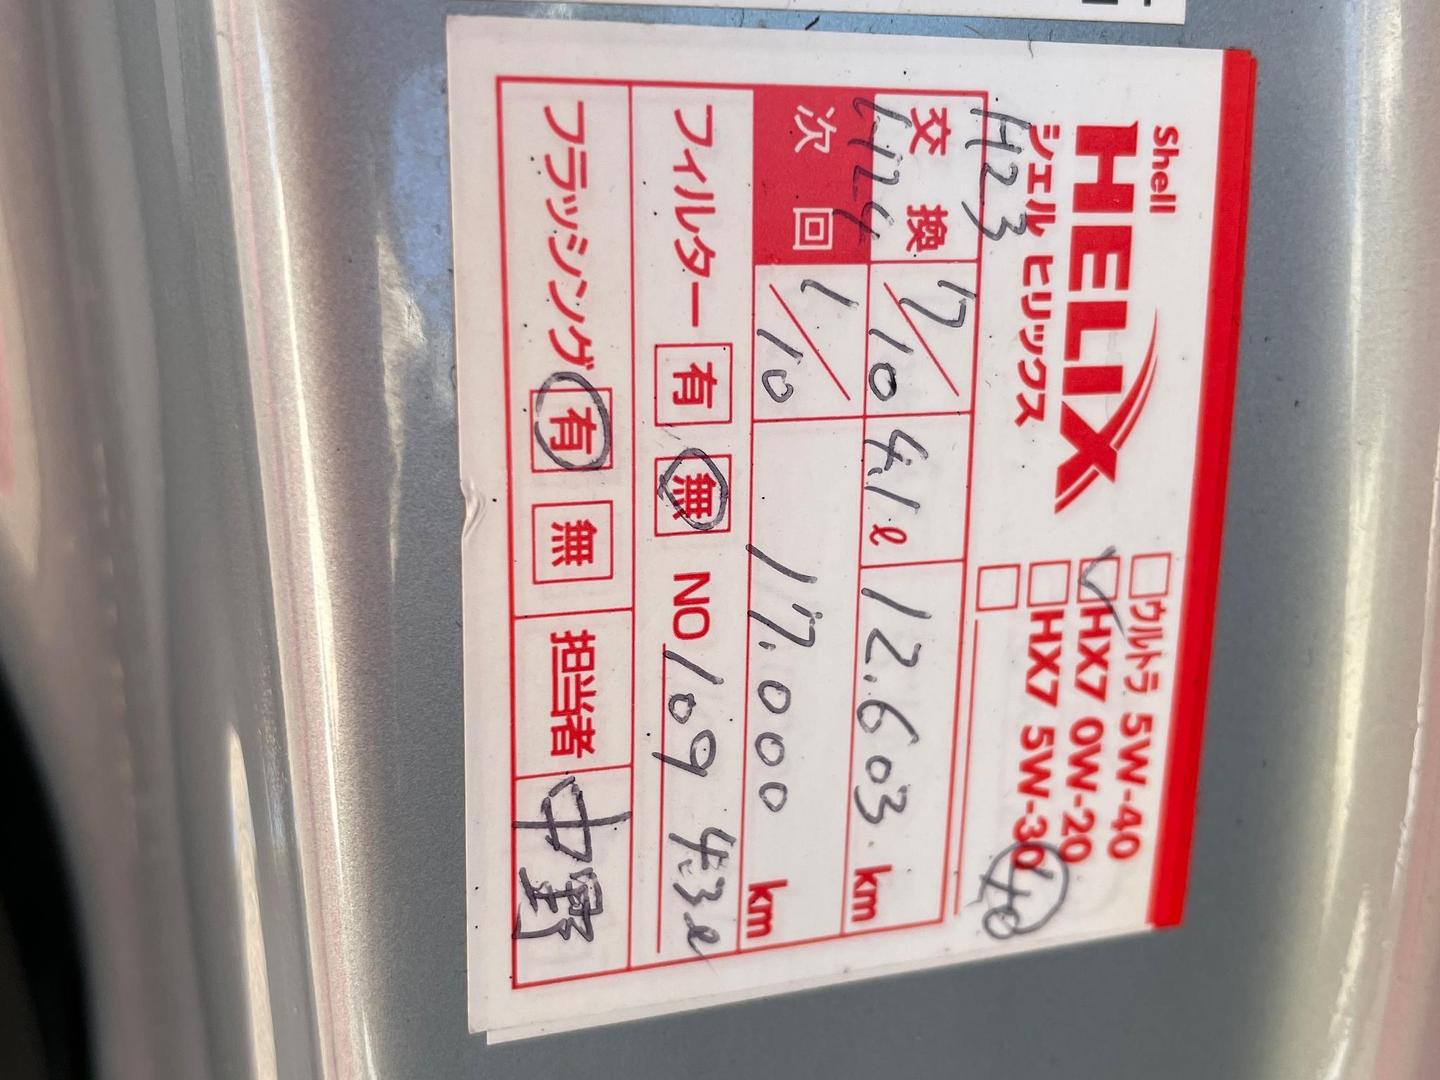 Shell
HELIX
シェル ヒリックス
ウルトラ 5W-40
HX7 0W-20
HX7 5W-30
40
H23
交換 7/10 4.1ℓ 12.603 km
H24
次回 1/10 17.000 km
フィルター 有 無 NO 109 4.3ℓ
フラッシング 有 無 担当者 中野